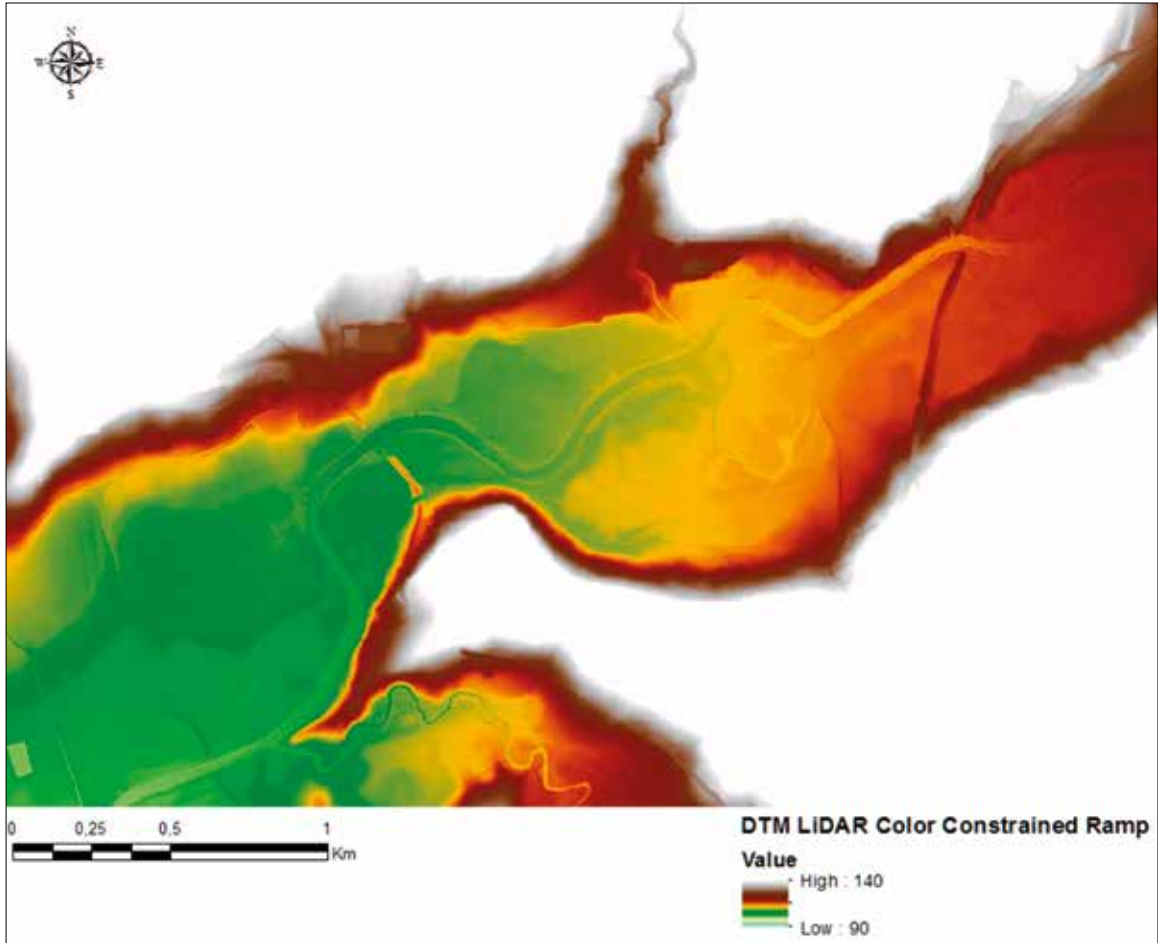 N
W E
S
0 0,25 0,5 1
Km
DTM LiDAR Color Constrained Ramp
Value
High : 140
Low : 90